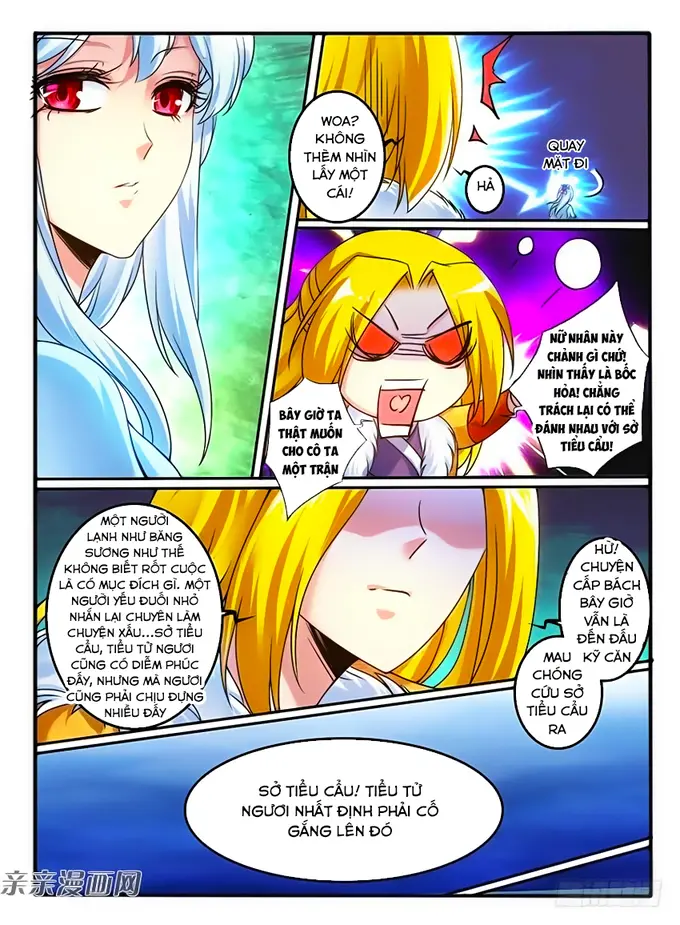 WOA?
KHÔNG
THÈM NHÌN
LẤY MỘT
CÁI!
HẢ
QUAY
MẶT ĐI
NỮ NHÂN NÀY
CHẢNH GÌ CHỨ!
NHÌN THẤY LÀ BỐC
HỎA! CHẲNG
TRÁCH LẠI CÓ THỂ
ĐÁNH NHAU VỚI SỞ
TIỂU CẨU!
BÂY GIỜ TA
THẬT MUỐN
CHO CÔ TA
MỘT TRẬN
MỘT NGƯỜI
LẠNH NHƯ BĂNG
SƯƠNG NHƯ THẾ
KHÔNG BIẾT RỐT CUỘC
LÀ CÓ MỤC ĐÍCH GÌ. MỘT
NGƯỜI YẾU ĐUỐI NHỎ
NHẮN LẠI CHUYÊN LÀM
CHUYỆN XẤU...SỞ TIỂU
CẨU, TIỂU TỬ NGƯƠI
CŨNG CÓ DIỄM PHÚC
ĐẤY, NHƯNG MÀ NGƯƠI
CŨNG PHẢI CHỊU ĐỰNG
NHIỀU ĐẤY
HỪ!
CHUYỆN
CẤP BÁCH
BÂY GIỜ
VẪN LÀ
ĐẾN ĐẤU
KỲ CĂN
MAU
CHÓNG
CỨU SỞ
TIỂU CẨU
RA
SỞ TIỂU CẨU! TIỂU TỬ
NGƯƠI NHẤT ĐỊNH PHẢI CỐ
GẮNG LÊN ĐÓ
亲亲漫画网